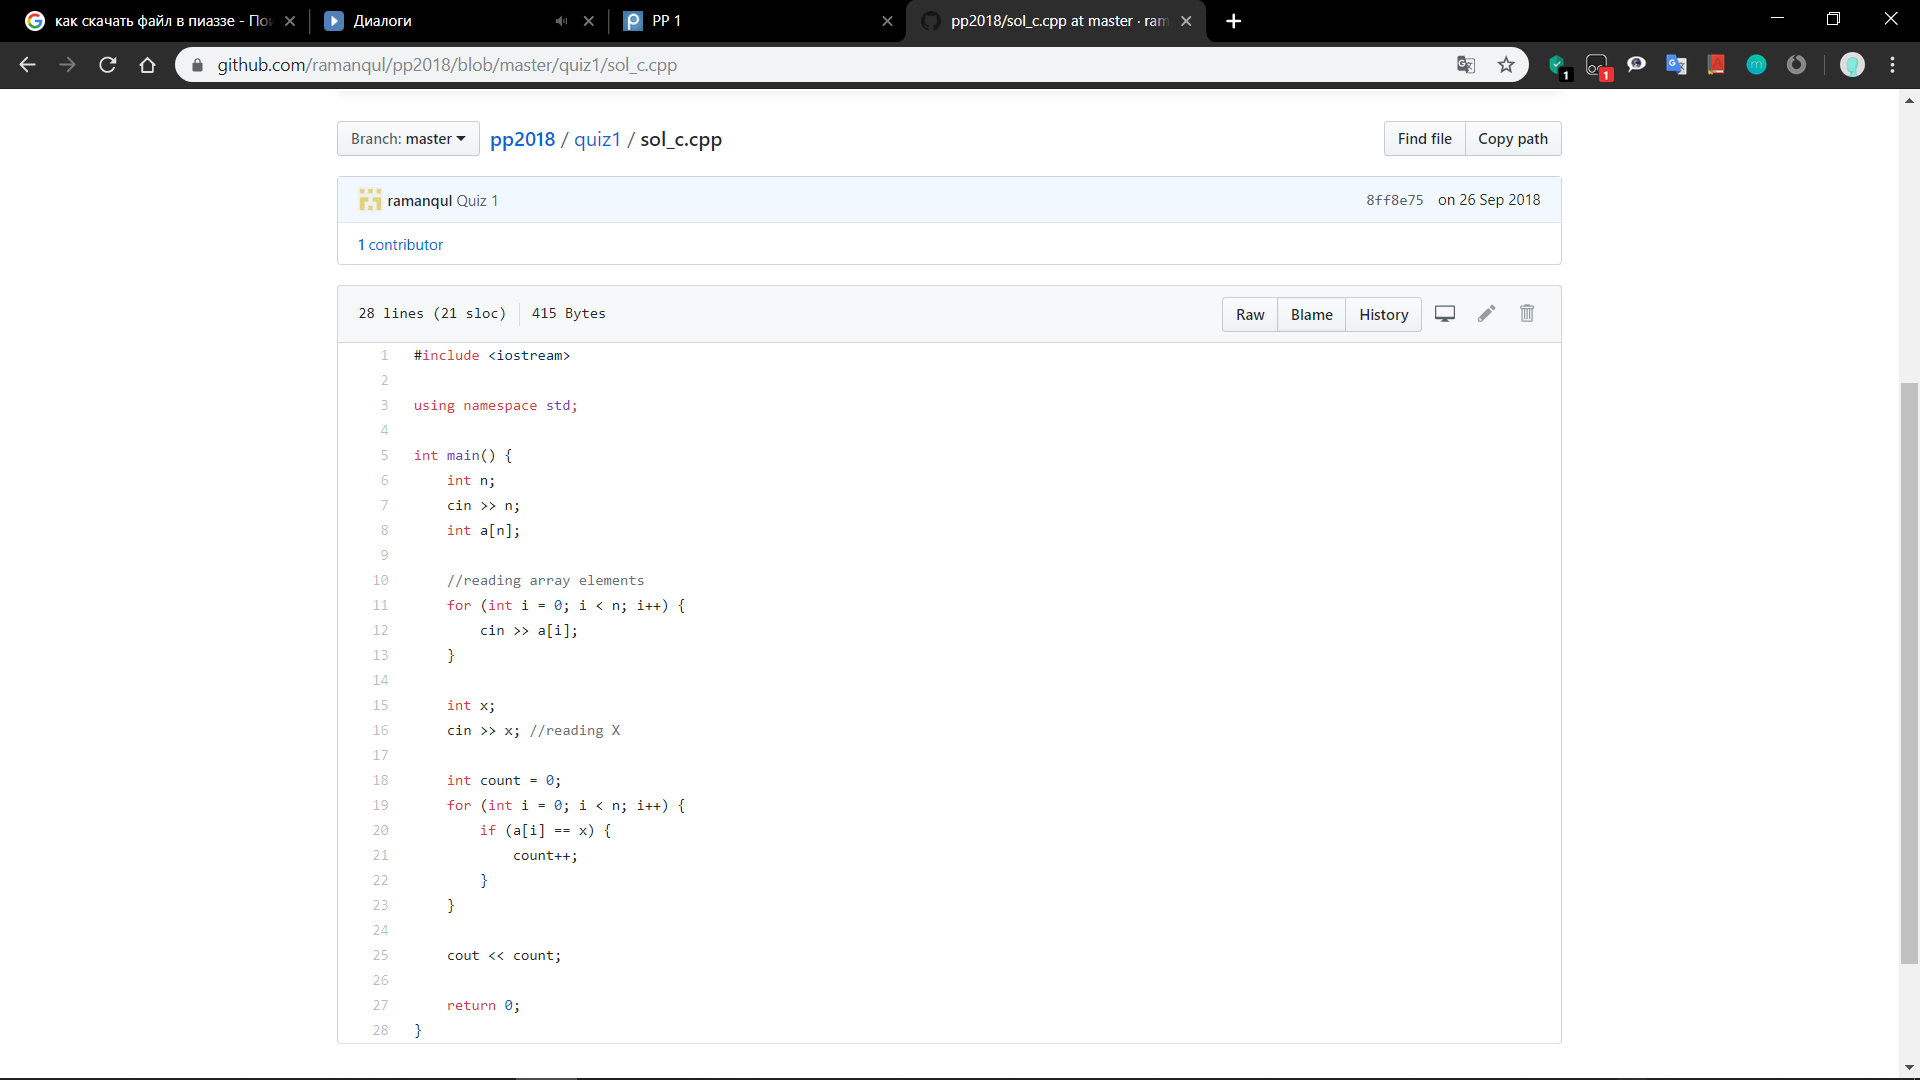 как скачать файл в пиаззе - По
Диалоги
PP 1
pp2018/sol_c.cpp at master · ram
github.com/ramanqul/pp2018/blob/master/quiz1/sol_c.cpp
1
1
Branch: master
pp2018 / quiz1 / sol_c.cpp
Find file
Copy path
ramanqul Quiz 1
8ff8e75 on 26 Sep 2018
1 contributor
28 lines (21 sloc) 415 Bytes
Raw
Blame
History
1 #include <iostream>
2
3 using namespace std;
4
5 int main() {
6     int n;
7     cin >> n;
8     int a[n];
9
10     //reading array elements
11     for (int i = 0; i < n; i++) {
12         cin >> a[i];
13     }
14
15     int x;
16     cin >> x; //reading X
17
18     int count = 0;
19     for (int i = 0; i < n; i++) {
20         if (a[i] == x) {
21             count++;
22         }
23     }
24
25     cout << count;
26
27     return 0;
28 }